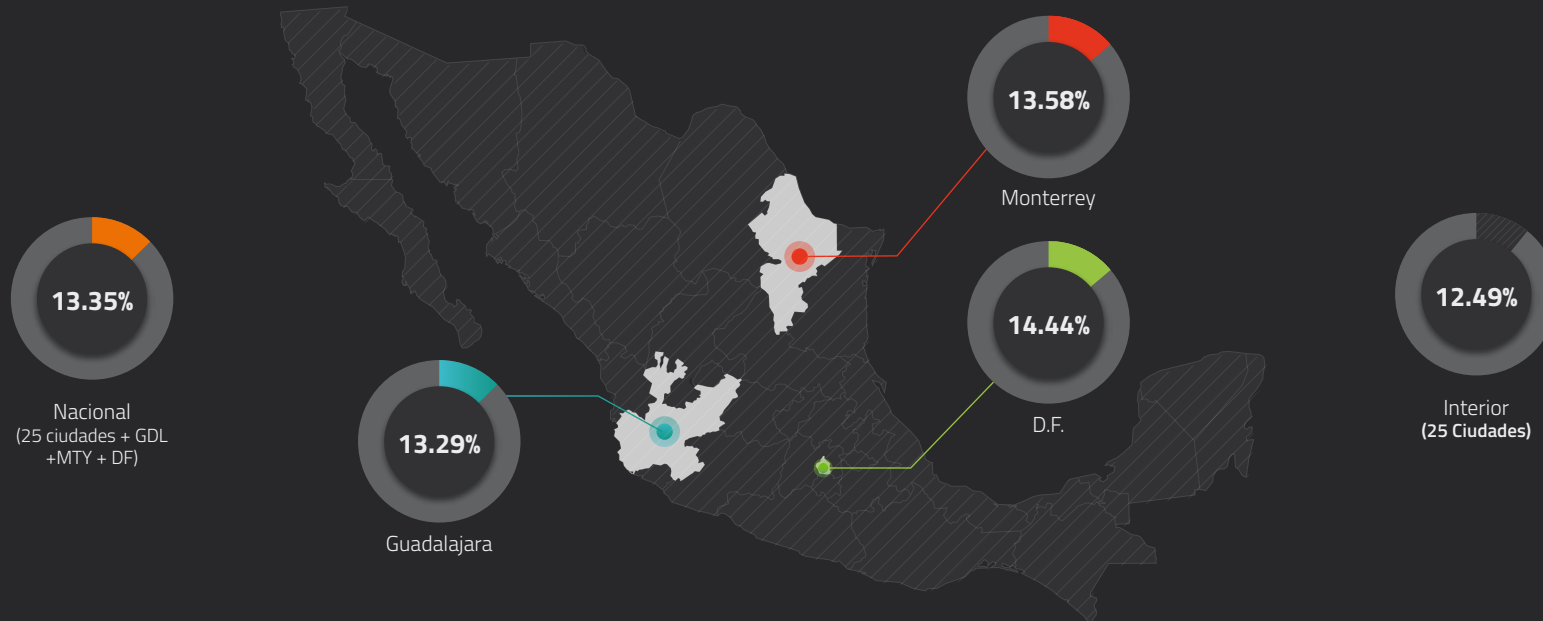 13.35%
Nacional
(25 ciudades + GDL
+MTY + DF)
13.29%
Guadalajara
13.58%
Monterrey
14.44%
D.F.
12.49%
Interior
(25 Ciudades)